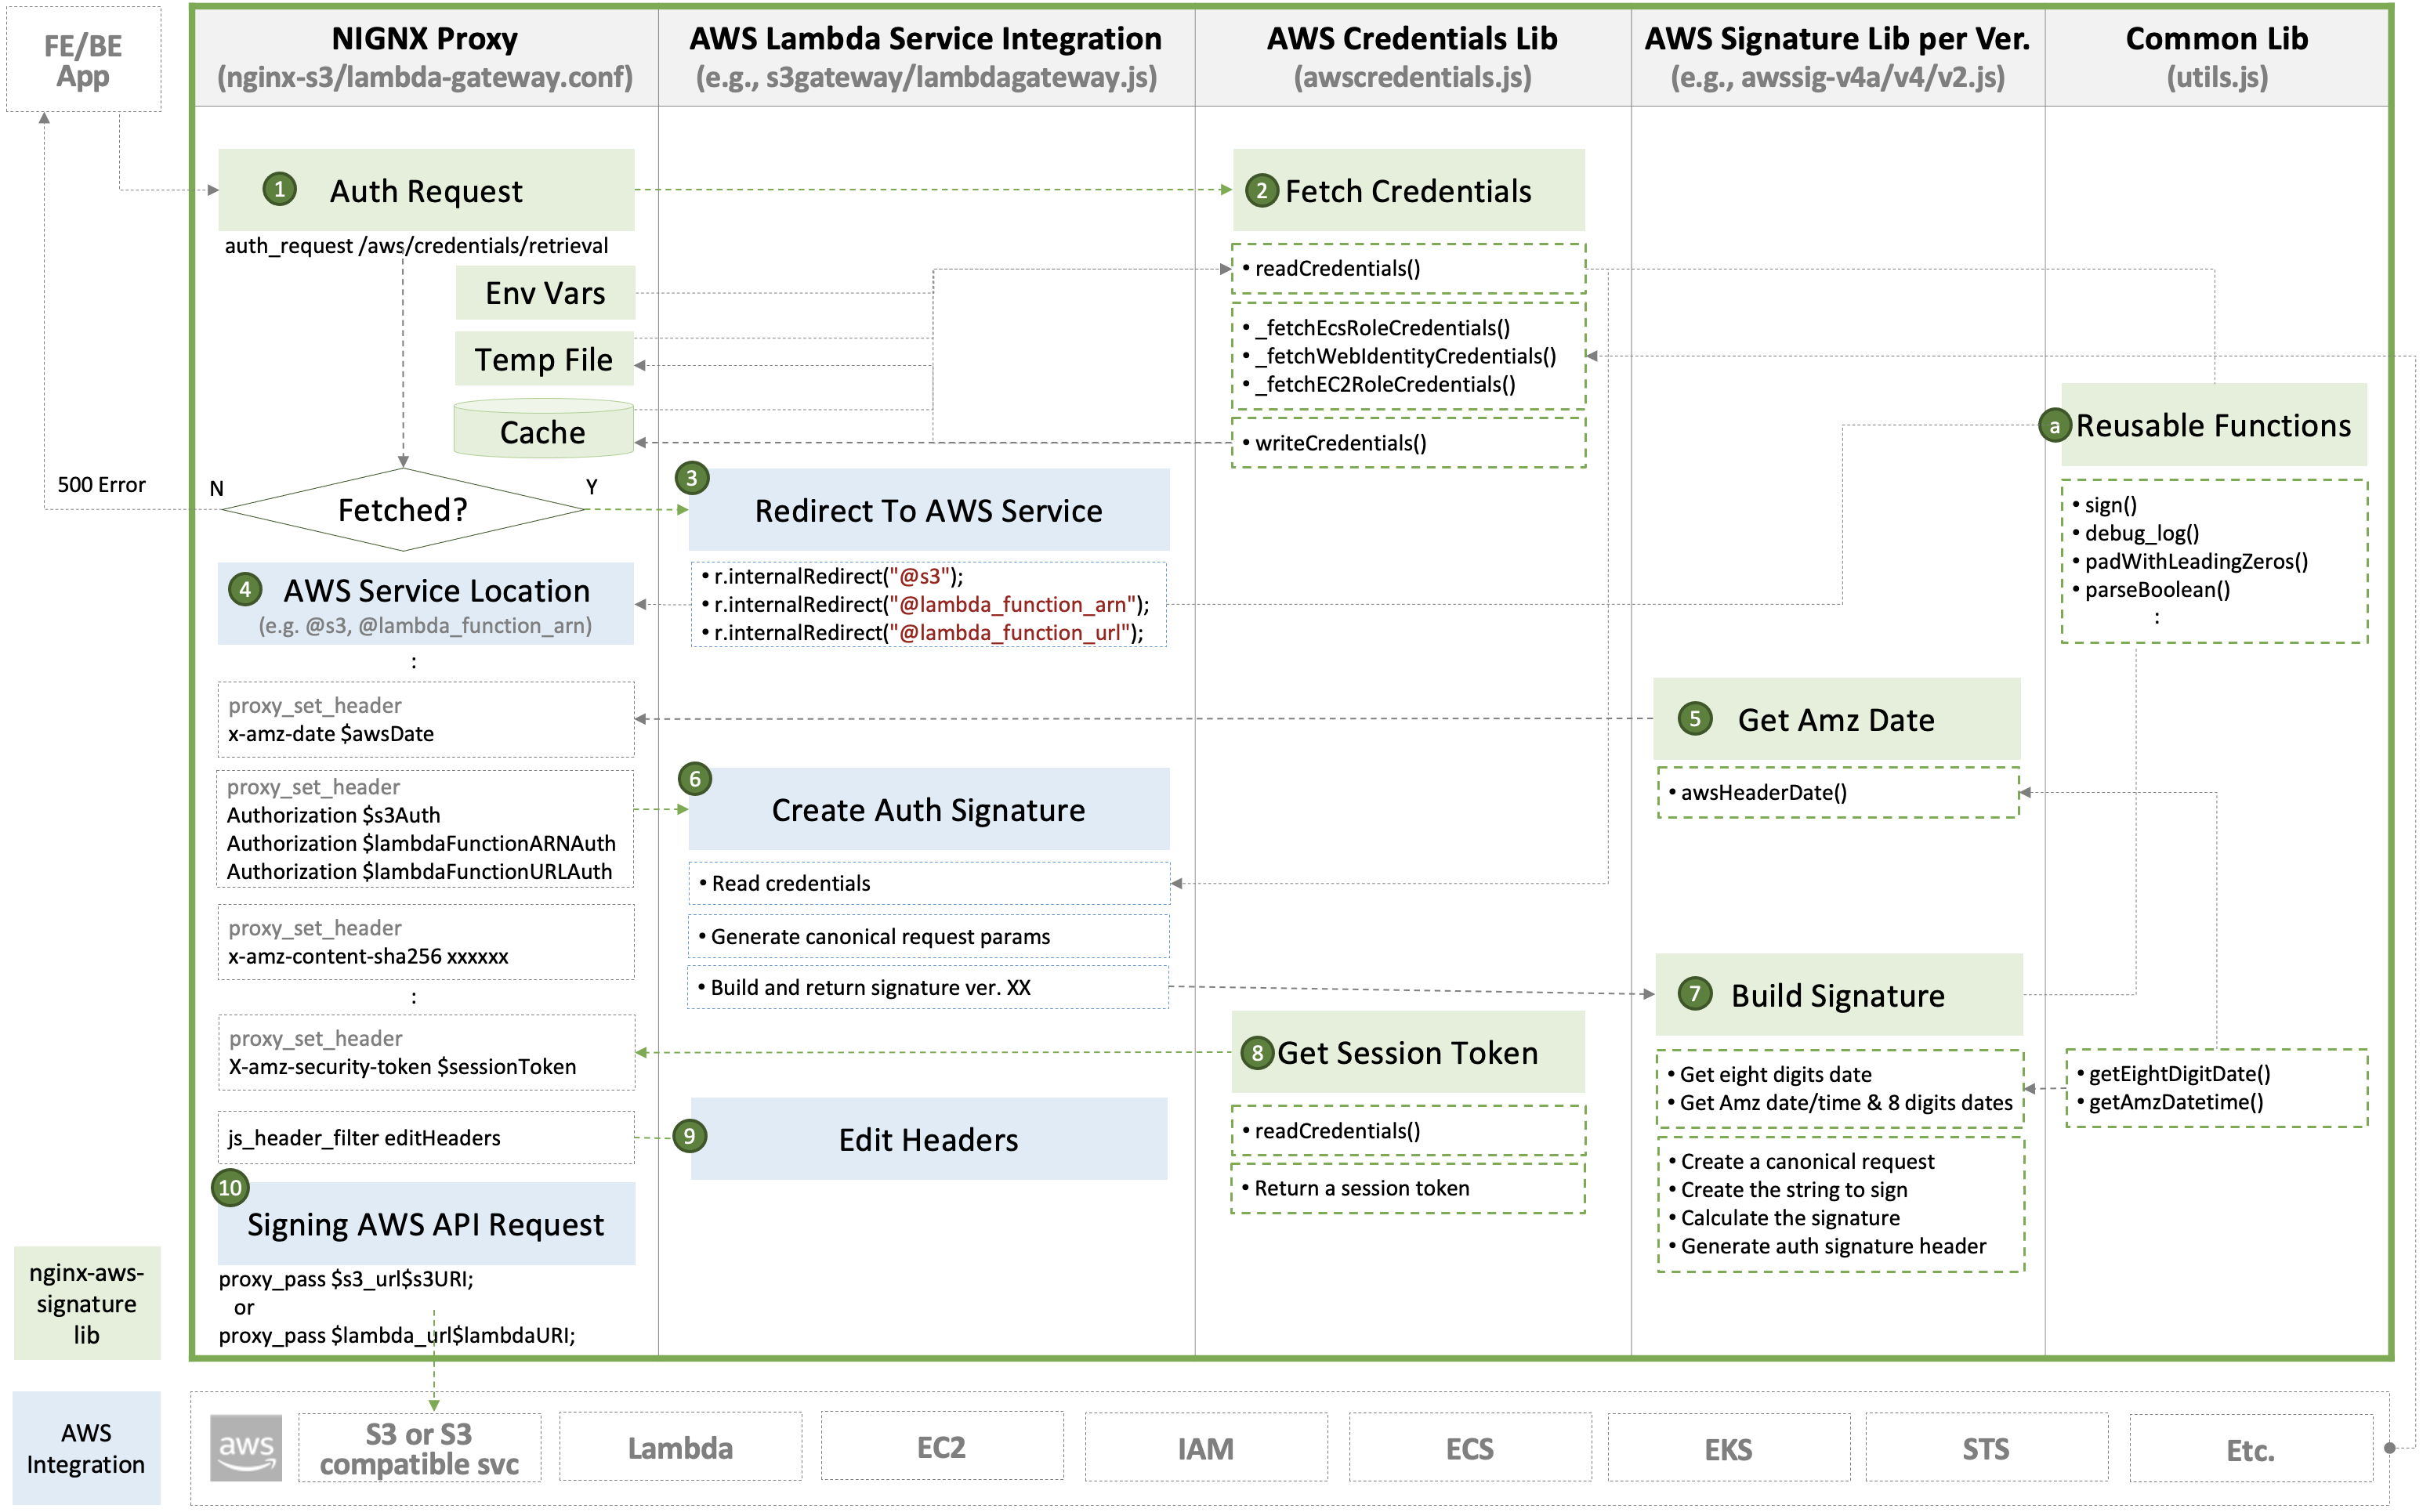 FE/BE
App
NIGNX Proxy
(nginx-s3/lambda-gateway.conf)
AWS Lambda Service Integration
(e.g., s3gateway/lambdagateway.js)
AWS Credentials Lib
(awscredentials.js)
AWS Signature Lib per Ver.
(e.g., awssig-v4a/v4/v2.js)
Common Lib
(utils.js)
1 Auth Request
auth_request /aws/credentials/retrieval
Env Vars
Temp File
Cache
Fetched?
N
Y
500 Error
2 Fetch Credentials
• readCredentials()
• _fetchEcsRoleCredentials()
• _fetchWebIdentityCredentials()
• _fetchEC2RoleCredentials()
• writeCredentials()
a Reusable Functions
• sign()
• debug_log()
• padWithLeadingZeros()
• parseBoolean()
:
3
Redirect To AWS Service
• r.internalRedirect("@s3");
• r.internalRedirect("@lambda_function_arn");
• r.internalRedirect("@lambda_function_url");
4 AWS Service Location
(e.g. @s3, @lambda_function_arn)
:
proxy_set_header
x-amz-date $awsDate
5 Get Amz Date
• awsHeaderDate()
proxy_set_header
Authorization $s3Auth
Authorization $lambdaFunctionARNAuth
Authorization $lambdaFunctionURLAuth
6
Create Auth Signature
• Read credentials
• Generate canonical request params
• Build and return signature ver. XX
proxy_set_header
x-amz-content-sha256 xxxxxx
:
7 Build Signature
• Get eight digits date
• Get Amz date/time & 8 digits dates
• Create a canonical request
• Create the string to sign
• Calculate the signature
• Generate auth signature header
• getEightDigitDate()
• getAmzDatetime()
proxy_set_header
X-amz-security-token $sessionToken
8 Get Session Token
• readCredentials()
• Return a session token
js_header_filter editHeaders
9 Edit Headers
10
Signing AWS API Request
proxy_pass $s3_url$s3URI;
or
proxy_pass $lambda_url$lambdaURI;
nginx-aws-
signature
lib
AWS
Integration
aws
S3 or S3
compatible svc
Lambda
EC2
IAM
ECS
EKS
STS
Etc.